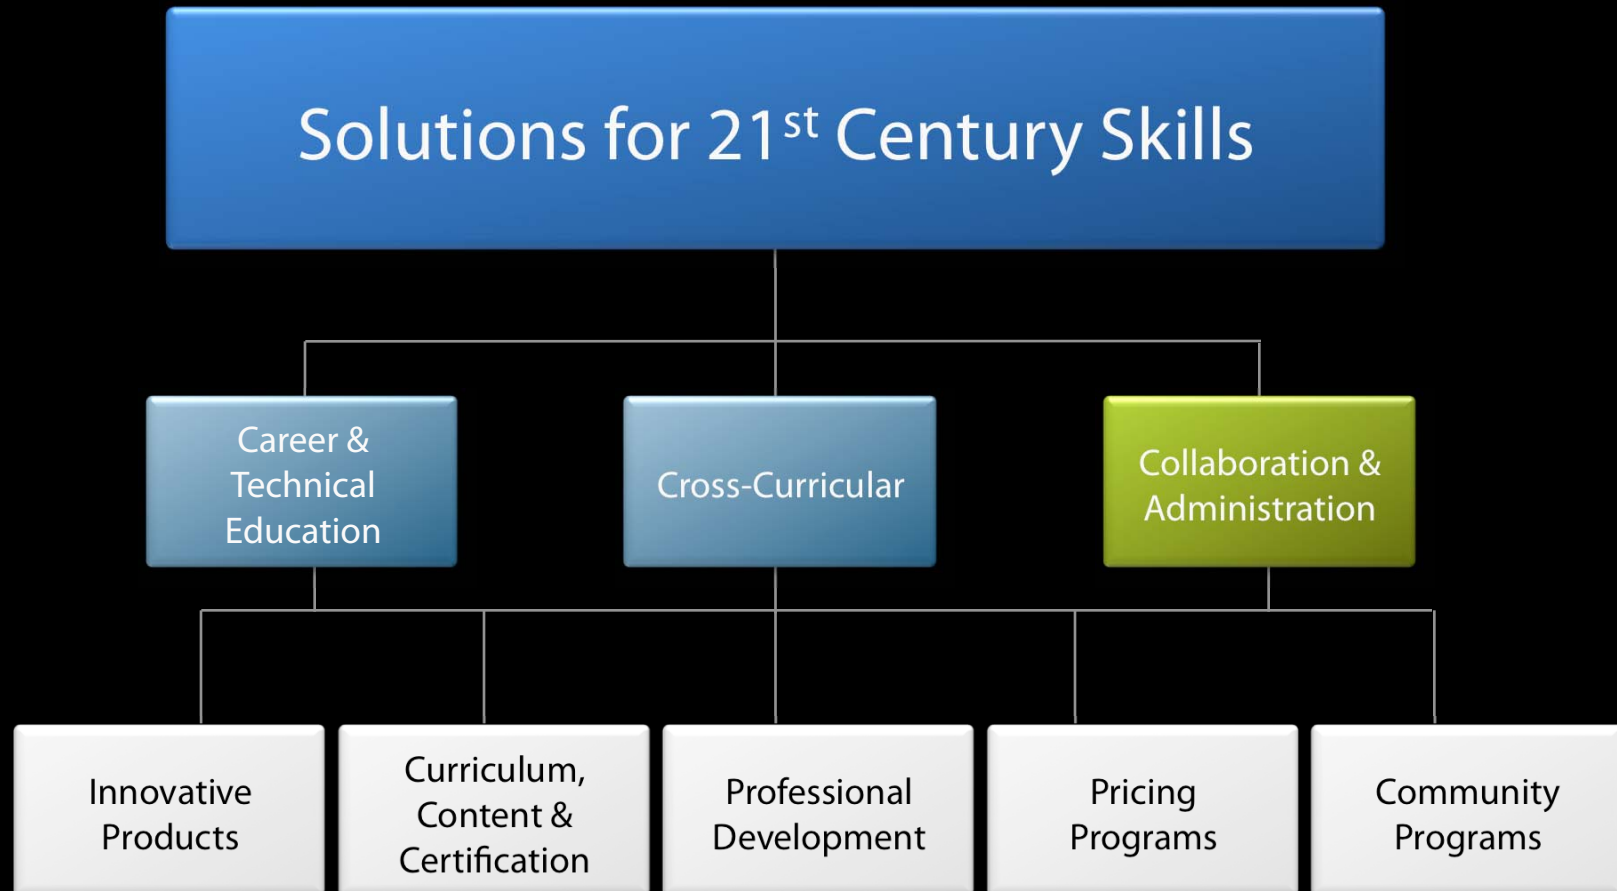 Solutions for 21st Century Skills
Career &
Technical
Education
Cross-Curricular
Collaboration &
Administration
Innovative
Products
Curriculum,
Content &
Certification
Professional
Development
Pricing
Programs
Community
Programs